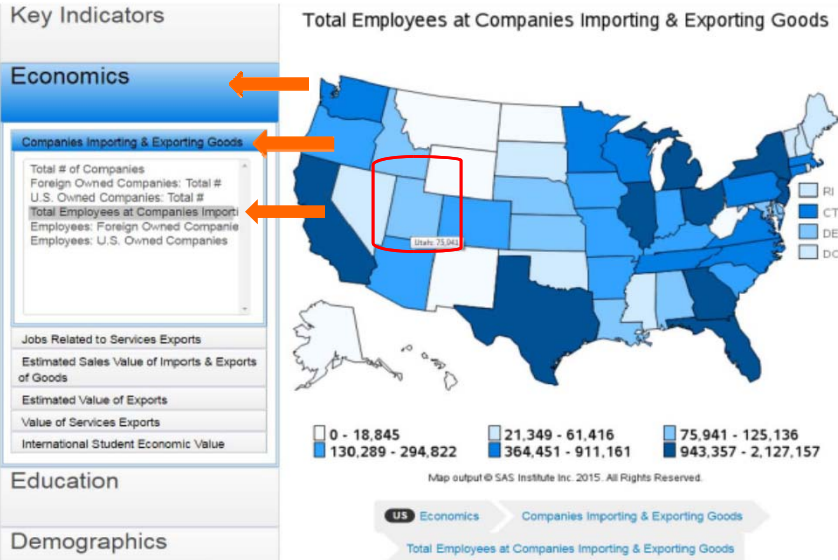 Key Indicators
Economics
Companies Importing & Exporting Goods
Total # of Companies
Foreign Owned Companies: Total #
U.S. Owned Companies: Total #
Total Employees at Companies Importi
Employees: Foreign Owned Companie
Employees: U.S. Owned Companies
Jobs Related to Services Exports
Estimated Sales Value of Imports & Exports
of Goods
Estimated Value of Exports
Value of Services Exports
International Student Economic Value
Education
Demographics
Total Employees at Companies Importing & Exporting Goods
Utah: 75,941
RI
CT
DE
DC
0 - 18,845
21,349 - 61,416
75,941 - 125,136
130,289 - 294,822
364,451 - 911,161
943,357 - 2,127,157
Map output © SAS Institute Inc. 2015. All Rights Reserved.
US Economics
Companies Importing & Exporting Goods
Total Employees at Companies Importing & Exporting Goods